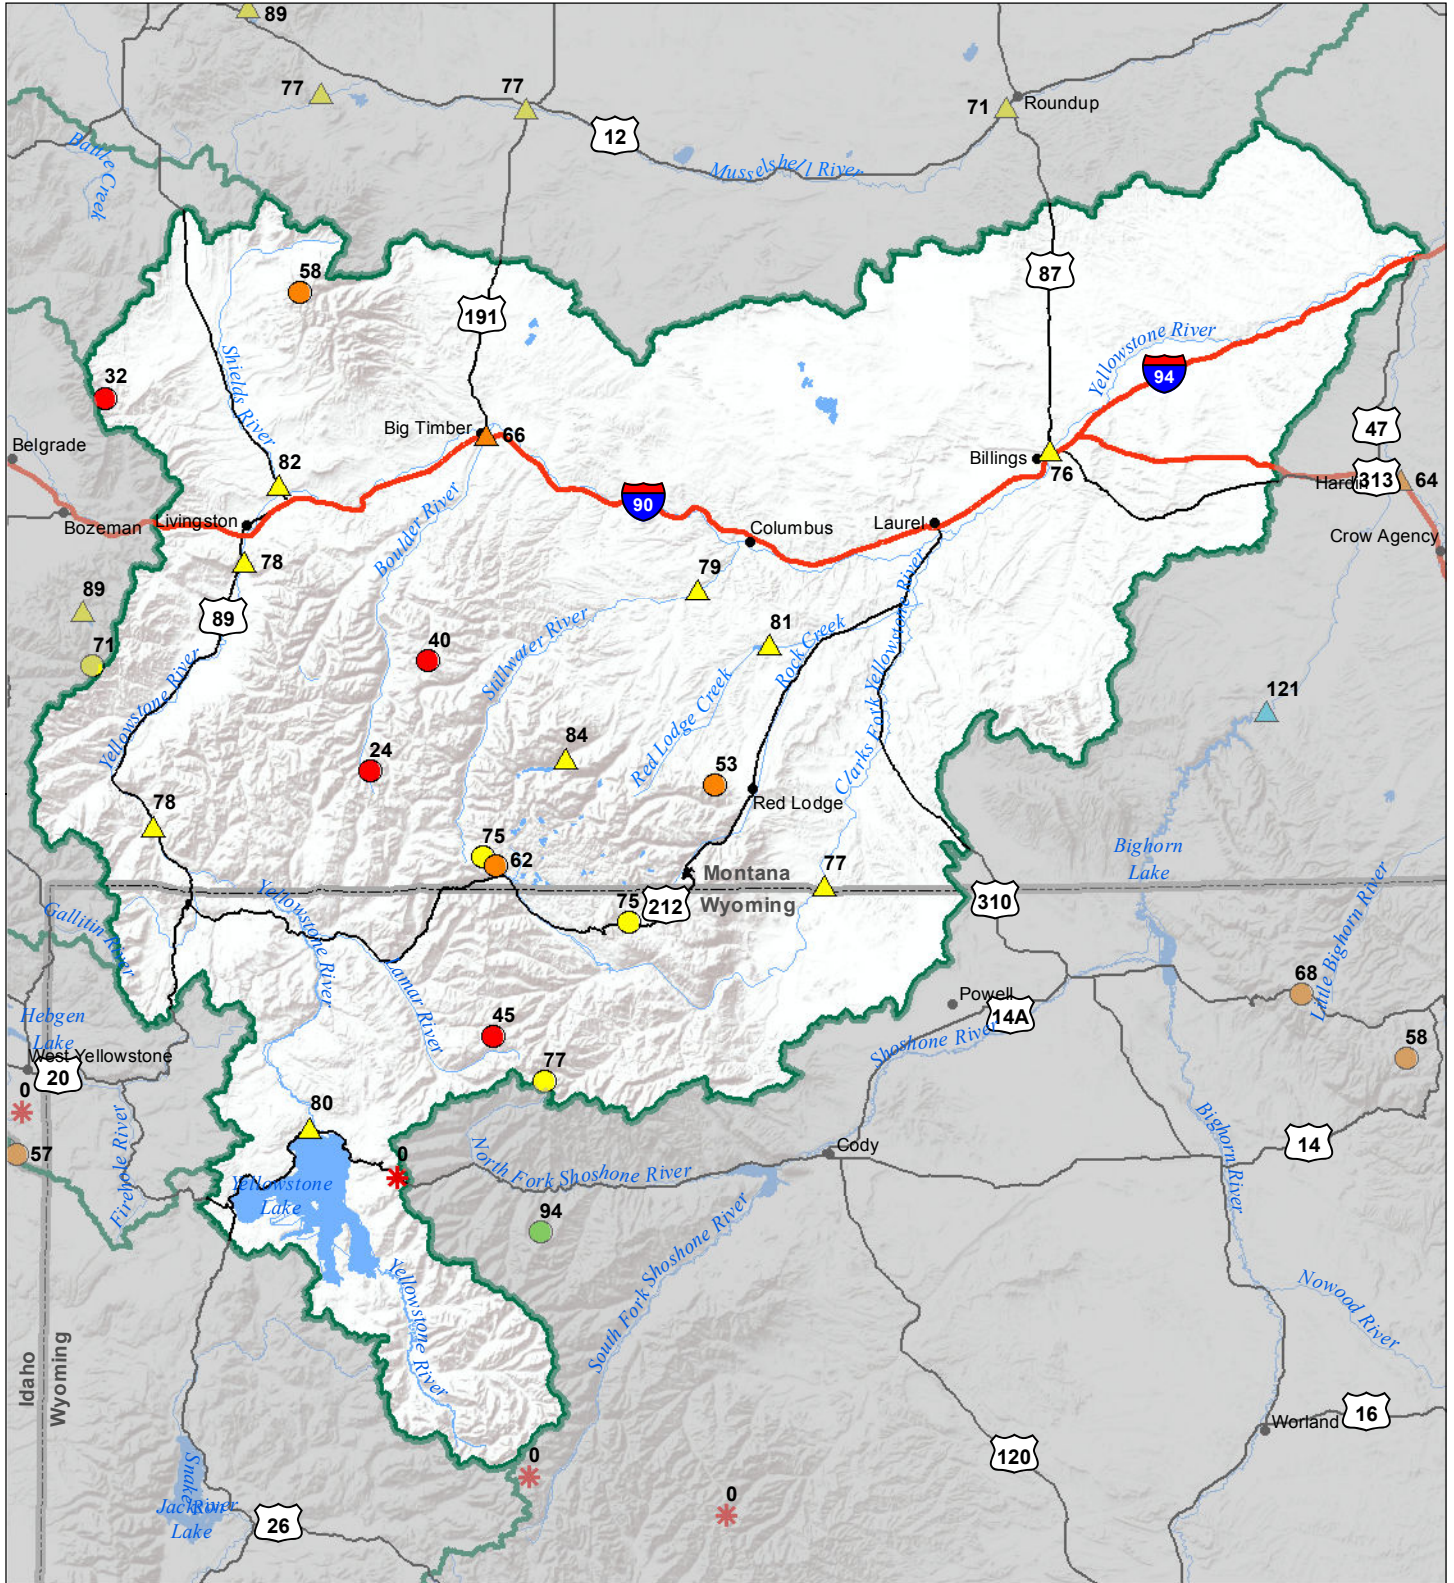 89
77
77
71
Roundup
12
Battle Creek
Musselshell River
58
87
191
Shields River
Yellowstone River
32
94
Big Timber
66
47
Belgrade
82
Billings
76
313
Hardin
64
90
Bozeman
Livingston
Columbus
Laurel
Crow Agency
78
Boulder River
79
89
89
81
71
40
Stillwater River
Rock Creek
Clarks Fork Yellowstone River
Yellowstone River
Red Lodge Creek
121
84
24
53
Red Lodge
78
75
62
77
Bighorn
Lake
Montana
Wyoming
212
75
310
Gallitin River
Yellowstone River
Little Bighorn River
Lamar River
68
Powell
14A
Hebgen
Lake
45
Shoshone River
West Yellowstone
20
58
0
77
80
Firehole River
57
0
Cody
14
North Fork Shoshone River
Bighorn River
Yellowstone
Lake
94
South Fork Shoshone River
Yellowstone River
Nowood River
Idaho
Wyoming
16
Worland
120
0
0
Snake River
Jackson
Lake
26